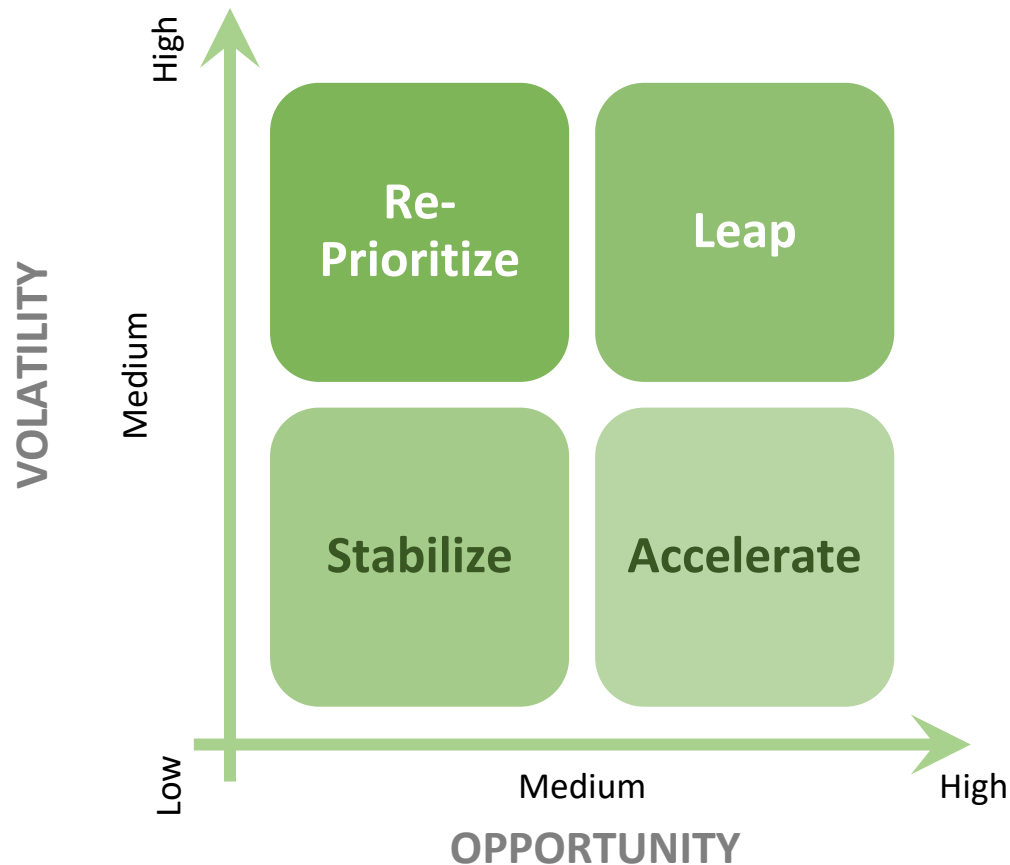 High
Re-
Prioritize
Leap
VOLATILITY
Medium
Stabilize
Accelerate
Low
Medium
High
OPPORTUNITY